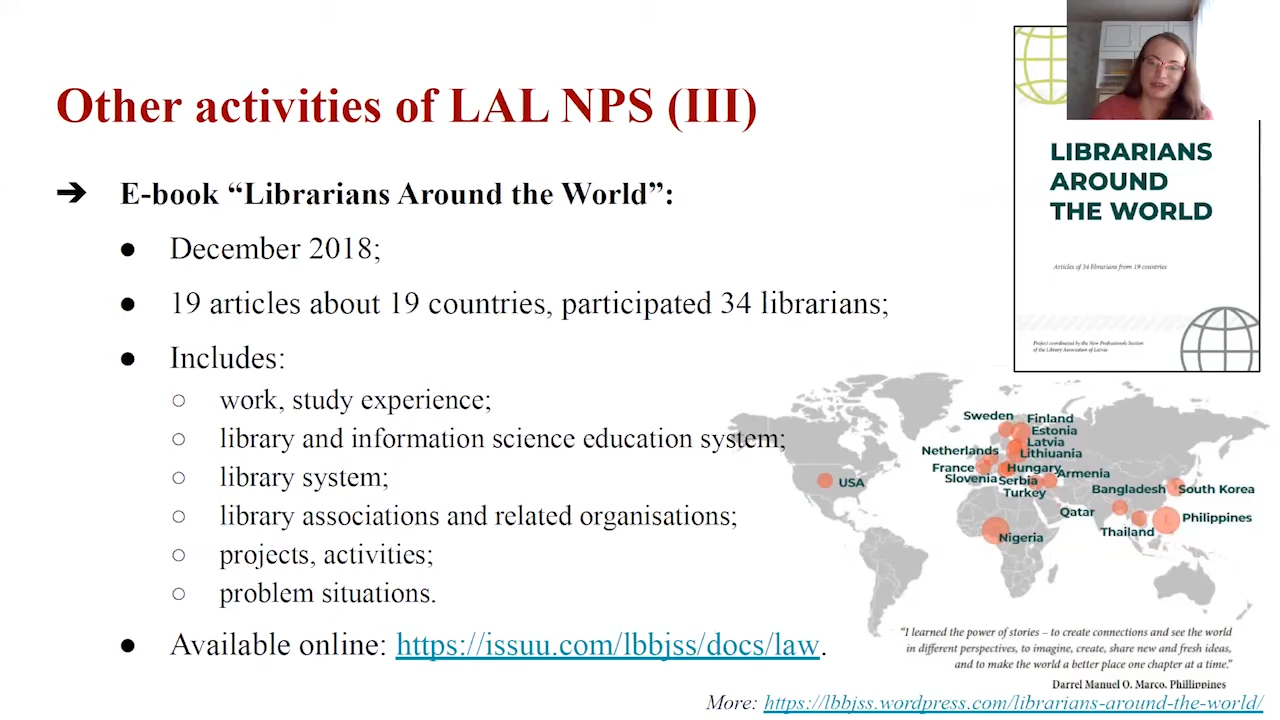 Other activities of LAL NPS (III)
➔ E-book “Librarians Around the World”:
● December 2018;
● 19 articles about 19 countries, participated 34 librarians;
● Includes:
○ work, study experience;
○ library and information science education system;
○ library system;
○ library associations and related organisations;
○ projects, activities;
○ problem situations.
● Available online: https://issuu.com/lbbjss/docs/law.
LIBRARIANS
AROUND
THE WORLD
Articles of 34 librarians from 19 countries
Project coordinated by the New Professionals Section
of the Library Association of Latvia
Sweden
Finland
Estonia
Latvia
Lithiuania
Netherlands
France
Hungary
Slovenia
Serbia
Armenia
Turkey
USA
Bangladesh
South Korea
Qatar
Philippines
Thailand
Nigeria
“I learned the power of stories – to create connections and see the world
in different perspectives, to imagine, create, share new and fresh ideas,
and to make the world a better place one chapter at a time.”
Darrel Manuel O. Marco, Phillippines
More: https://lbbjss.wordpress.com/librarians-around-the-world/